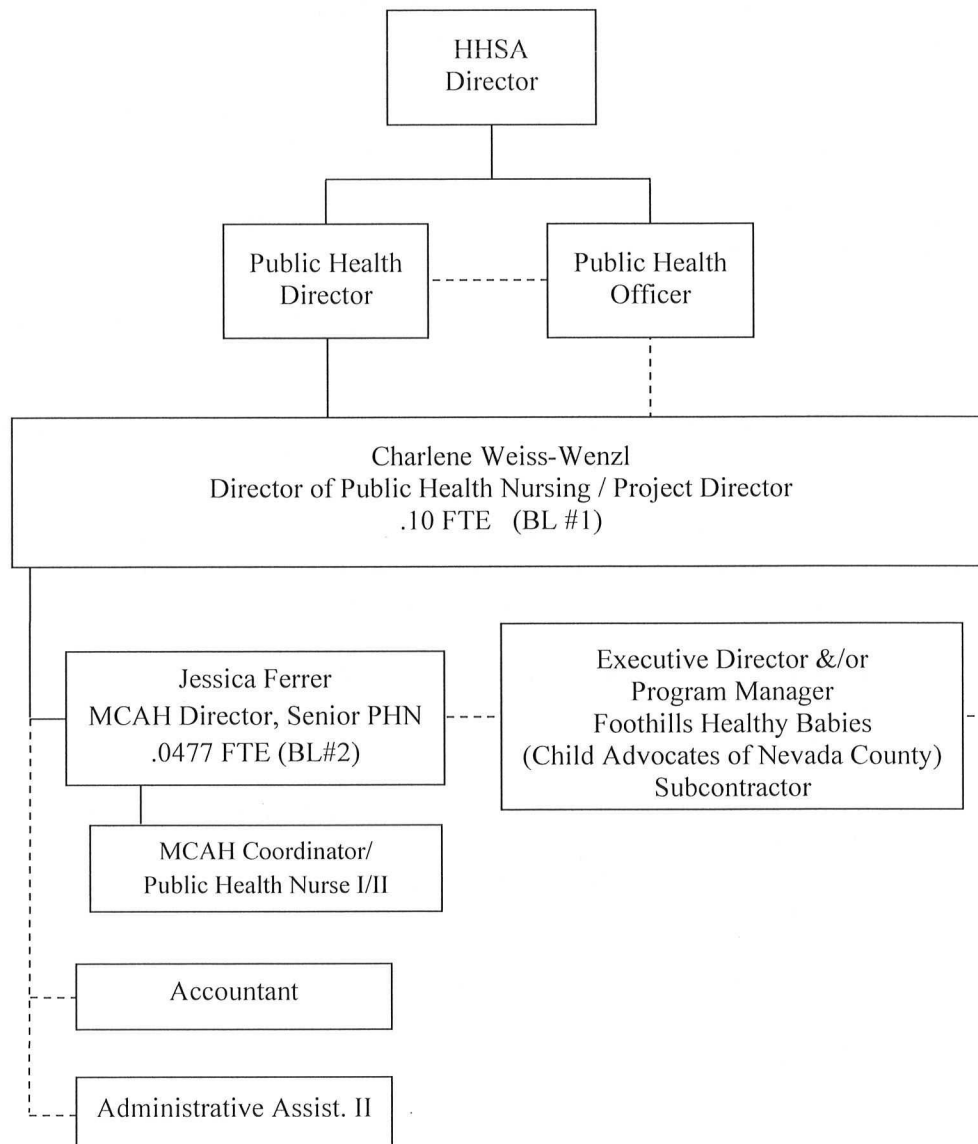 HHSA
Director
Public Health
Director
Public Health
Officer
Charlene Weiss-Wenzl
Director of Public Health Nursing / Project Director
.10 FTE (BL #1)
Jessica Ferrer
MCAH Director, Senior PHN
.0477 FTE (BL#2)
Executive Director &/or
Program Manager
Foothills Healthy Babies
(Child Advocates of Nevada County)
Subcontractor
MCAH Coordinator/
Public Health Nurse I/II
Accountant
Administrative Assist. II